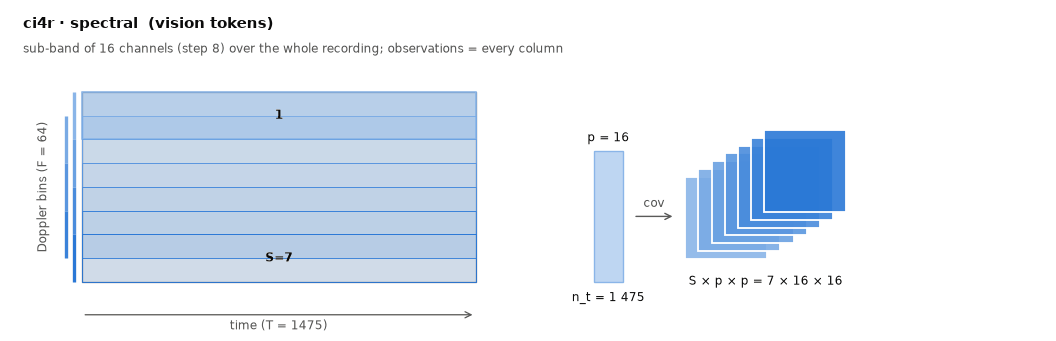 ci4r · spectral (vision tokens)
sub-band of 16 channels (step 8) over the whole recording; observations = every column
Doppler bins (F = 64)
1
S=7
time (T = 1475)
p = 16
n_t = 1 475
cov
S × p × p = 7 × 16 × 16